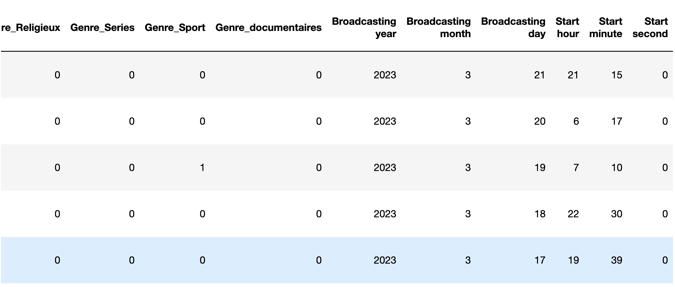 re_Religieux Genre_Series Genre_Sport Genre_documentaires Broadcasting year Broadcasting month Broadcasting day Start hour Start minute Start second
0 0 0 0 2023 3 21 21 15 0
0 0 0 0 2023 3 20 6 17 0
0 0 1 0 2023 3 19 7 10 0
0 0 0 0 2023 3 18 22 30 0
0 0 0 0 2023 3 17 19 39 0